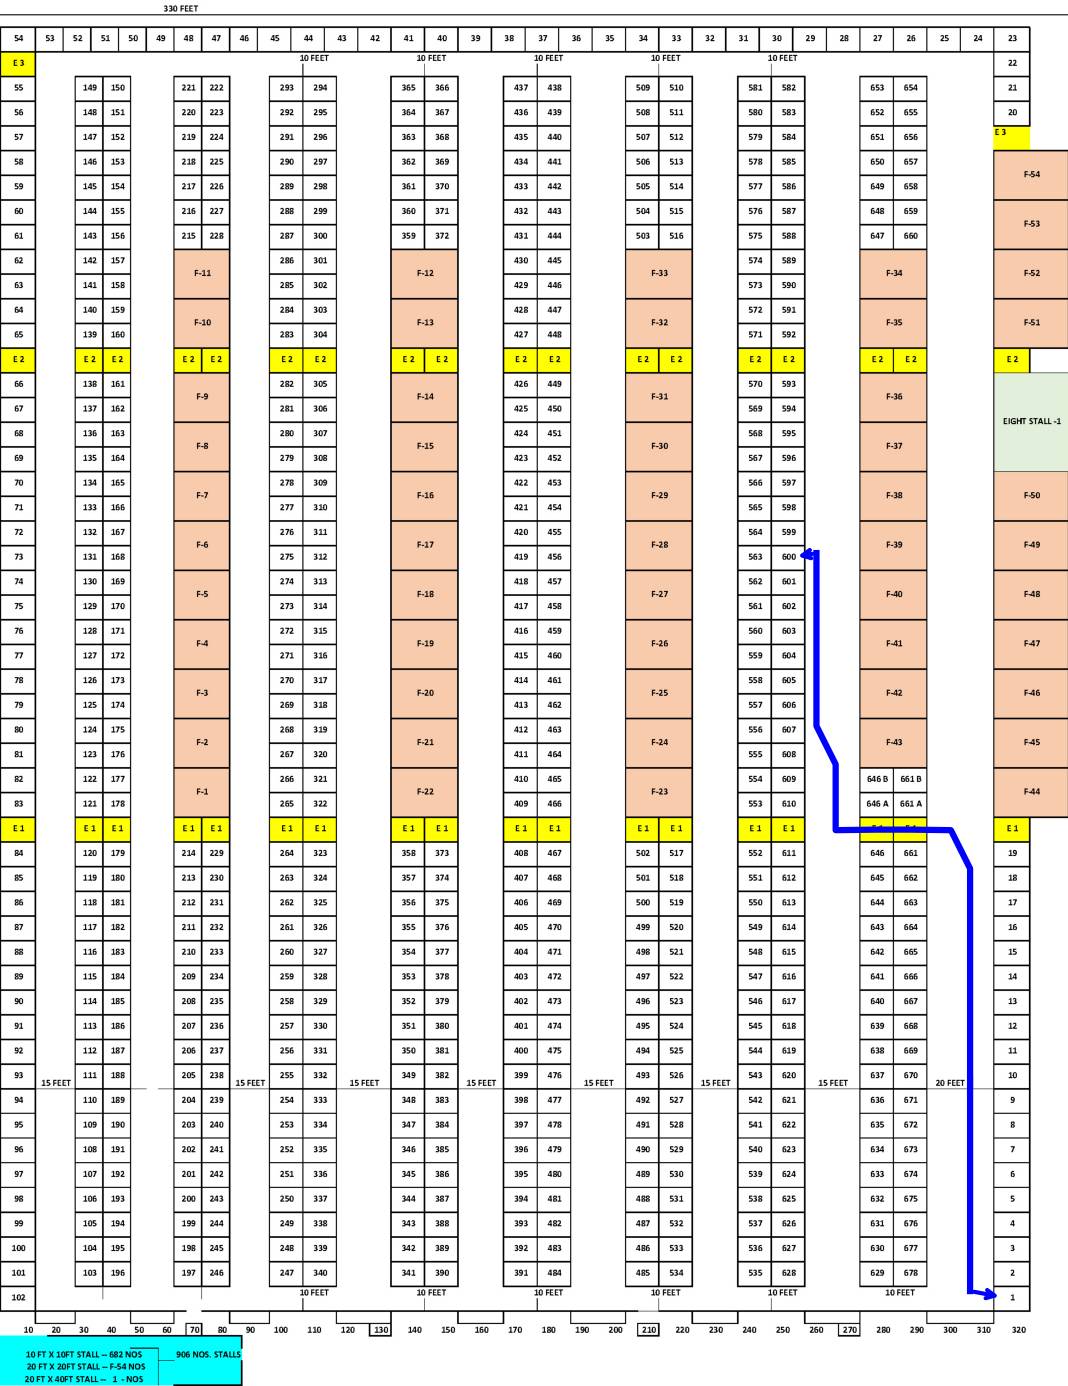 330 FEET
54 53 52 51 50 49 48 47 46 45 44 43 42 41 40 39 38 37 36 35 34 33 32 31 30 29 28 27 26 25 24 23
E 3 10 FEET 10 FEET 10 FEET 10 FEET 10 FEET 22
55 149 150 221 222 293 294 365 366 437 438 509 510 581 582 653 654 21
56 148 151 220 223 292 295 364 367 436 439 508 511 580 583 652 655 20
57 147 152 219 224 291 296 363 368 435 440 507 512 579 584 651 656 E 3
58 146 153 218 225 290 297 362 369 434 441 506 513 578 585 650 657
F-54
59 145 154 217 226 289 298 361 370 433 442 505 514 577 586 649 658
60 144 155 216 227 288 299 360 371 432 443 504 515 576 587 648 659
F-53
61 143 156 215 228 287 300 359 372 431 444 503 516 575 588 647 660
62 142 157 286 301 430 445 574 589
F-11 F-12 F-33 F-34 F-52
63 141 158 285 302 429 446 573 590
64 140 159 284 303 428 447 572 591
F-10 F-13 F-32 F-35 F-51
65 139 160 283 304 427 448 571 592
E 2 E 2 E 2 E 2 E 2 E 2 E 2 E 2 E 2 E 2 E 2 E 2 E 2 E 2 E 2 E 2 E 2 E 2
66 138 161 282 305 426 449 570 593
F-9 F-14 F-31 F-36
67 137 162 281 306 425 450 569 594
EIGHT STALL -1
68 136 163 280 307 424 451 568 595
F-8 F-15 F-30 F-37
69 135 164 279 308 423 452 567 596
70 134 165 278 309 422 453 566 597
F-7 F-16 F-29 F-38 F-50
71 133 166 277 310 421 454 565 598
72 132 167 276 311 420 455 564 599
F-6 F-17 F-28 F-39 F-49
73 131 168 275 312 419 456 563 600
74 130 169 274 313 418 457 562 601
F-5 F-18 F-27 F-40 F-48
75 129 170 273 314 417 458 561 602
76 128 171 272 315 416 459 560 603
F-4 F-19 F-26 F-41 F-47
77 127 172 271 316 415 460 559 604
78 126 173 270 317 414 461 558 605
F-3 F-20 F-25 F-42 F-46
79 125 174 269 318 413 462 557 606
80 124 175 268 319 412 463 556 607
F-2 F-21 F-24 F-43 F-45
81 123 176 267 320 411 464 555 608
82 122 177 266 321 410 465 554 609 646 B 661 B
F-1 F-22 F-23 F-44
83 121 178 265 322 409 466 553 610 646 A 661 A
E 1 E 1 E 1 E 1 E 1 E 1 E 1 E 1 E 1 E 1 E 1 E 1 E 1 E 1 E 1 E 1
84 120 179 214 229 264 323 358 373 408 467 502 517 552 611 646 661 19
85 119 180 213 230 263 324 357 374 407 468 501 518 551 612 645 662 18
86 118 181 212 231 262 325 356 375 406 469 500 519 550 613 644 663 17
87 117 182 211 232 261 326 355 376 405 470 499 520 549 614 643 664 16
88 116 183 210 233 260 327 354 377 404 471 498 521 548 615 642 665 15
89 115 184 209 234 259 328 353 378 403 472 497 522 547 616 641 666 14
90 114 185 208 235 258 329 352 379 402 473 496 523 546 617 640 667 13
91 113 186 207 236 257 330 351 380 401 474 495 524 545 618 639 668 12
92 112 187 206 237 256 331 350 381 400 475 494 525 544 619 638 669 11
93 15 FEET 111 188 205 238 15 FEET 255 332 15 FEET 349 382 15 FEET 399 476 15 FEET 493 526 15 FEET 543 620 15 FEET 637 670 20 FEET 10
94 110 189 204 239 254 333 348 383 398 477 492 527 542 621 636 671 9
95 109 190 203 240 253 334 347 384 397 478 491 528 541 622 635 672 8
96 108 191 202 241 252 335 346 385 396 479 490 529 540 623 634 673 7
97 107 192 201 242 251 336 345 386 395 480 489 530 539 624 633 674 6
98 106 193 200 243 250 337 344 387 394 481 488 531 538 625 632 675 5
99 105 194 199 244 249 338 343 388 393 482 487 532 537 626 631 676 4
100 104 195 198 245 248 339 342 389 392 483 486 533 536 627 630 677 3
101 103 196 197 246 247 340 341 390 391 484 485 534 535 628 629 678 2
102 10 FEET 10 FEET 10 FEET 10 FEET 10 FEET 10 FEET 1
10 20 30 40 50 60 70 80 90 100 110 120 130 140 160 170 180 190 200 210 220 230 240 250 260 270 280 290 300 310 320
10 FT X 10FT STALL -- 682 NOS 906 NOS. STALLS
20 FT X 20FT STALL -- F-54 NOS
20 FT X 40FT STALL -- 1 - NOS